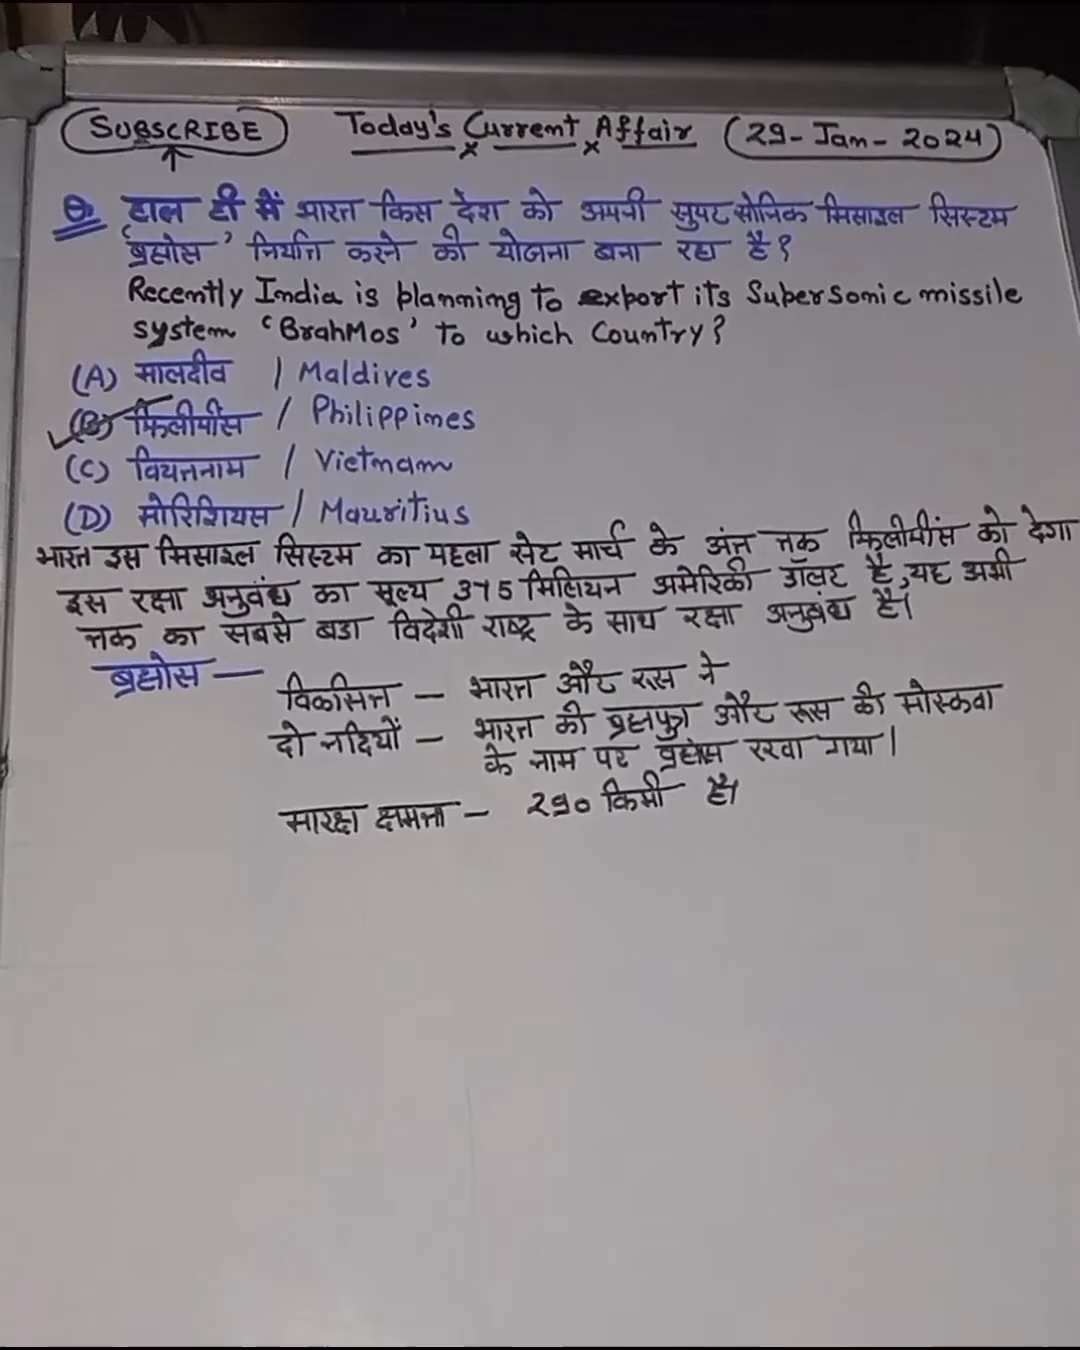 SUBSCRIBE Today's Current Affair (29-Jan-2024)
Q. हाल ही में भारत किस देश को अपनी सुपर सोनिक मिसाइल सिस्टम
'ब्रह्मोस' निर्यात करने की योजना बना रहा है?
Recently India is planning to export its Supersonic missile
system 'BrahMos' to which Country?
(A) मालदीव / Maldives
(B) फिलीपींस / Philippines
(C) वियतनाम / Vietnam
(D) मोरिशियस / Mauritius
भारत इस मिसाइल सिस्टम का पहला सेट मार्च के अंत तक फिलीपींस को देगा
इस रक्षा अनुबंध का मूल्य 375 मिलियन अमेरिकी डॉलर है, यह अभी
तक का सबसे बडा विदेशी राष्ट्र के साथ रक्षा अनुबंध है।
ब्रह्मोस —
विकसित — भारत और रूस ने
दो नदियों — भारत की ब्रह्मपुत्रा और रूस की मोस्कवा
के नाम पर ब्रह्मोस रखा गया।
मारक क्षमता — 290 किमी है।